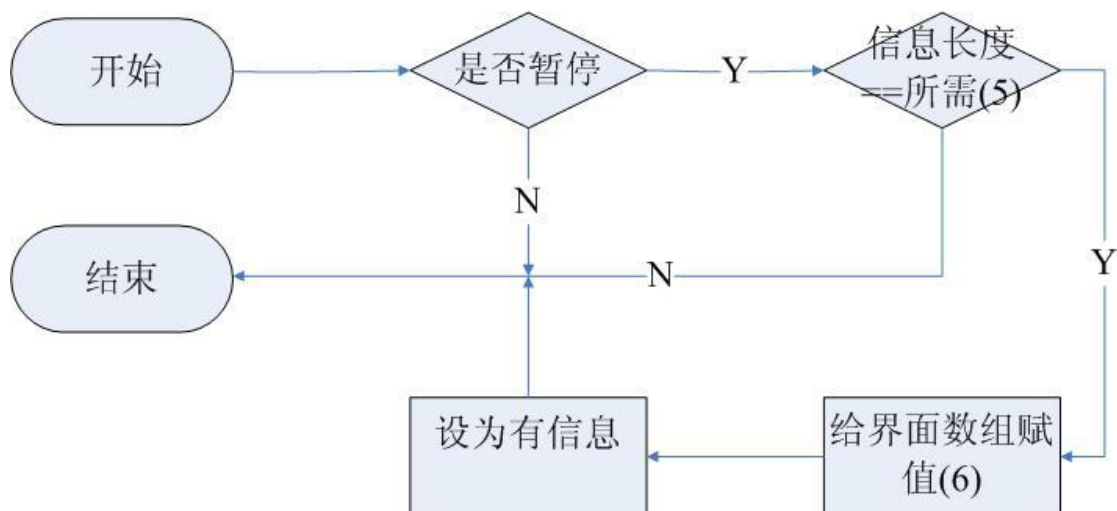 开始
是否暂停
Y
信息长度
==所需(5)
N
Y
结束
N
设为有信息
给界面数组赋
值(6)